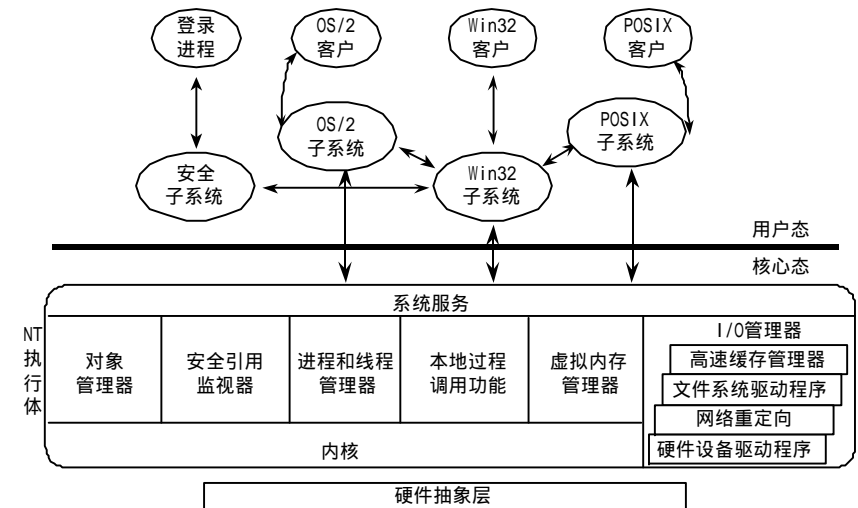 登录
进程
OS/2
客户
Win32
客户
POSIX
客户
OS/2
子系统
POSIX
子系统
安全
子系统
Win32
子系统
用户态
核心态
系统服务
NT
执
行
体
对象
管理器
安全引用
监视器
进程和线程
管理器
本地过程
调用功能
虚拟内存
管理器
I/O管理器
高速缓存管理器
文件系统驱动程序
网络重定向
硬件设备驱动程序
内核
硬件抽象层